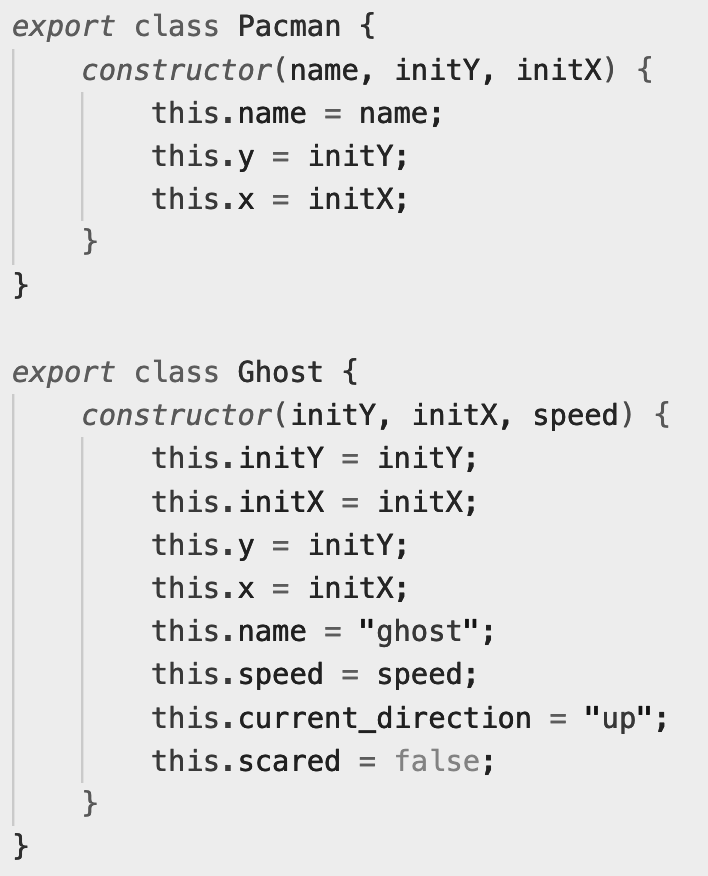 export class Pacman {
    constructor(name, initY, initX) {
        this.name = name;
        this.y = initY;
        this.x = initX;
    }
}

export class Ghost {
    constructor(initY, initX, speed) {
        this.initY = initY;
        this.initX = initX;
        this.y = initY;
        this.x = initX;
        this.name = "ghost";
        this.speed = speed;
        this.current_direction = "up";
        this.scared = false;
    }
}